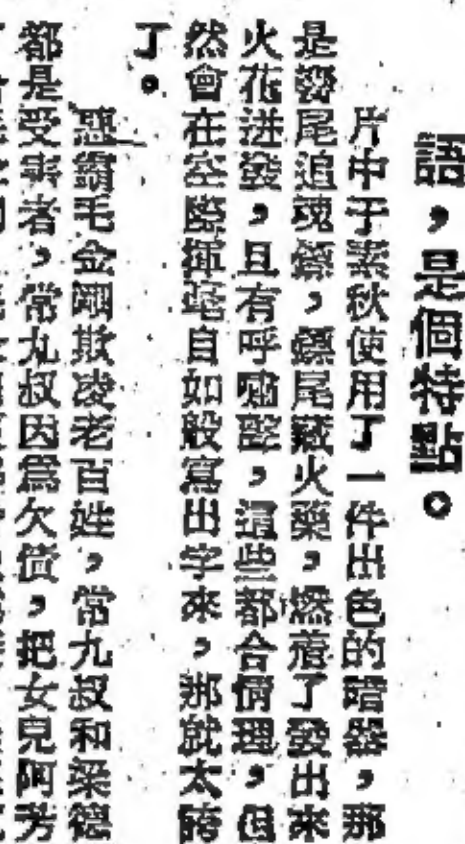 語，是個特點。
片中于素秋使用了一件出色的暗器，那
是彀尾追魂鏢，鏢尾藏火藥，燃着了發出來
火花迸發，且有呼嘯聲，這些都合情理，但
然會在空際揮毫自如般寫出字來，那就太誇
了。
惡霸毛金剛欺凌老百姓，常九叔和梁德
都是受害者，常九叔因爲欠債，把女兒阿芳